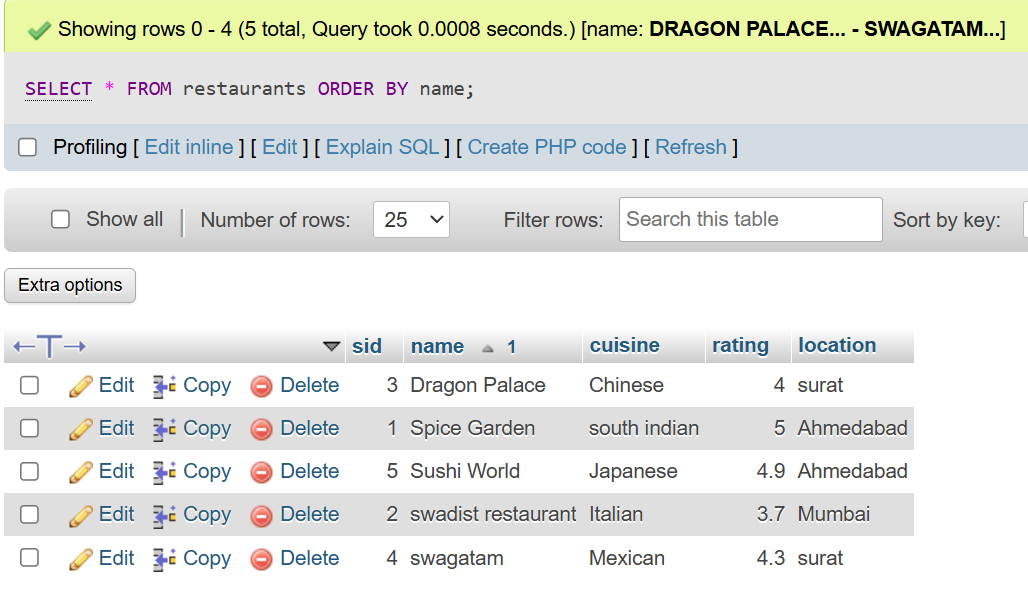 Showing rows 0 - 4 (5 total, Query took 0.0008 seconds.) [name: DRAGON PALACE... - SWAGATAM...]
SELECT * FROM restaurants ORDER BY name;
Profiling [ Edit inline ] [ Edit ] [ Explain SQL ] [ Create PHP code ] [ Refresh ]
Show all | Number of rows: 25 Filter rows: Search this table Sort by key:
Extra options
←T→ sid name 1 cuisine rating location
Edit Copy Delete 3 Dragon Palace Chinese 4 surat
Edit Copy Delete 1 Spice Garden south indian 5 Ahmedabad
Edit Copy Delete 5 Sushi World Japanese 4.9 Ahmedabad
Edit Copy Delete 2 swadist restaurant Italian 3.7 Mumbai
Edit Copy Delete 4 swagatam Mexican 4.3 surat